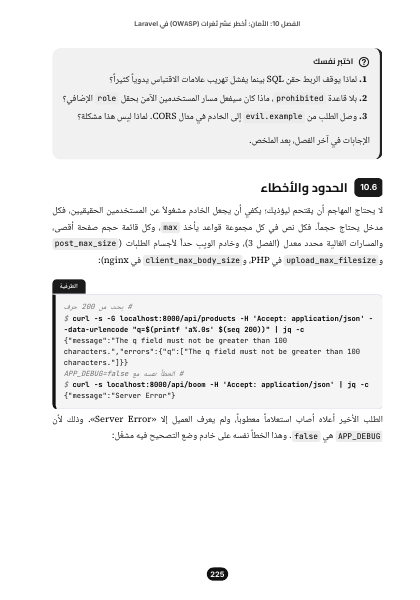 الفصل 10: الأمان: أخطر عشر ثغرات (OWASP) في Laravel
اختبر نفسك
1. لماذا يوقف الربط حقن SQL بينما يفشل تهريب علامات الاقتباس يدوياً كثيراً؟
2. بلا قاعدة prohibited، ماذا كان سيفعل مسار المستخدمين الآمن بحقل role الإضافي؟
3. وصل الطلب من evil.example إلى الخادم في مثال CORS. لماذا ليس هذا مشكلة؟
الإجابات في آخر الفصل، بعد الملخص.
10.6 الحدود والأخطاء
لا يحتاج المهاجم أن يقتحم ليؤذيك؛ يكفي أن يجعل الخادم مشغولاً عن المستخدمين الحقيقيين. فكل
مدخل يحتاج حجماً. فكل نص في كل مجموعة قواعد يأخذ max، وكل قائمة حجم صفحة أقصى،
والمسارات الغالية محدد معدل (الفصل 3)، وخادم الويب حداً لأجسام الطلبات (post_max_size
و upload_max_filesize في PHP، و client_max_body_size في nginx):
الطرفية
# بحث من 200 حرف
$ curl -s -G localhost:8000/api/products -H 'Accept: application/json' -
-data-urlencode "q=$(printf 'a%.0s' $(seq 200))" | jq -c
{"message":"The q field must not be greater than 100
characters.","errors":{"q":["The q field must not be greater than 100
characters."]}}
# الخطأ نفسه مع APP_DEBUG=false
$ curl -s localhost:8000/api/boom -H 'Accept: application/json' | jq -c
{"message":"Server Error"}
الطلب الأخير أعلاه أصاب استعلاماً معطوباً، ولم يعرف العميل إلا «Server Error». وذلك لأن
APP_DEBUG هي false. وهذا الخطأ نفسه على خادم وضع التصحيح فيه مشغّل:
225